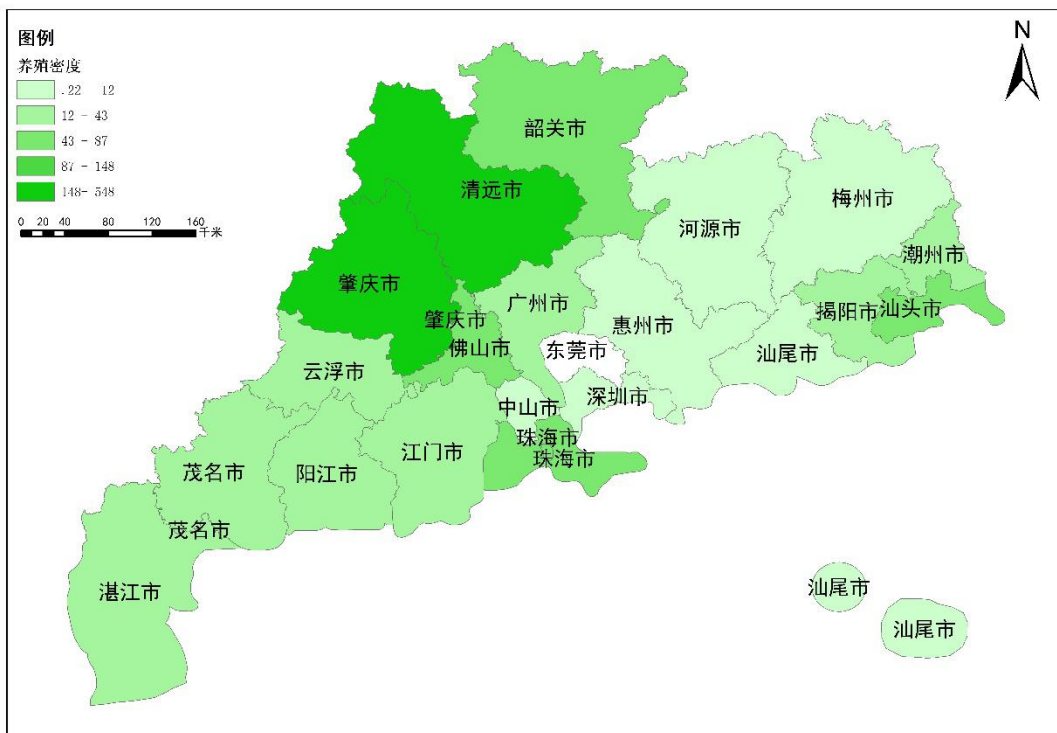 图例
养殖密度
.22 12
12 - 43
43 - 87
87 - 148
148- 548
0 20 40 80 120 160
千米
N
韶关市
清远市
梅州市
河源市
潮州市
肇庆市
广州市
揭阳市
汕头市
肇庆市
惠州市
佛山市
东莞市
汕尾市
云浮市
深圳市
中山市
珠海市
江门市
珠海市
茂名市
阳江市
茂名市
湛江市
汕尾市
汕尾市